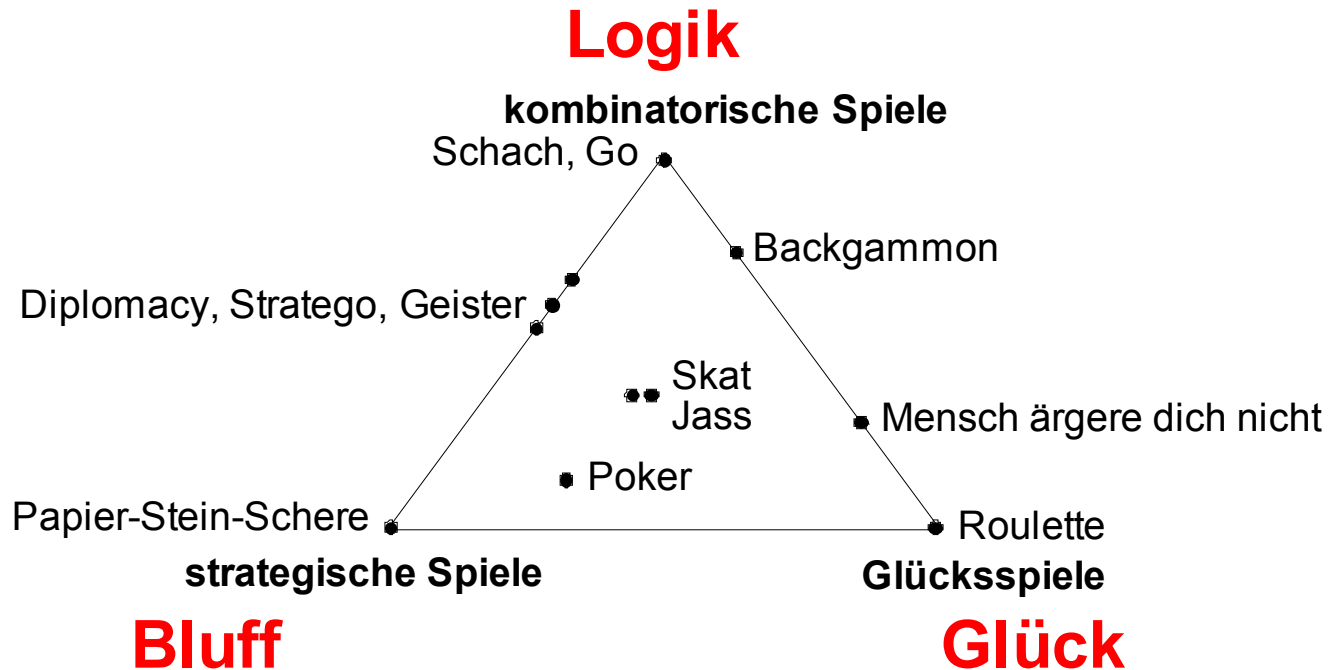 Logik
kombinatorische Spiele
Schach, Go
Backgammon
Diplomacy, Stratego, Geister
Skat
Jass
Mensch ärgere dich nicht
Poker
Papier-Stein-Schere
Roulette
strategische Spiele
Glücksspiele
Bluff
Glück